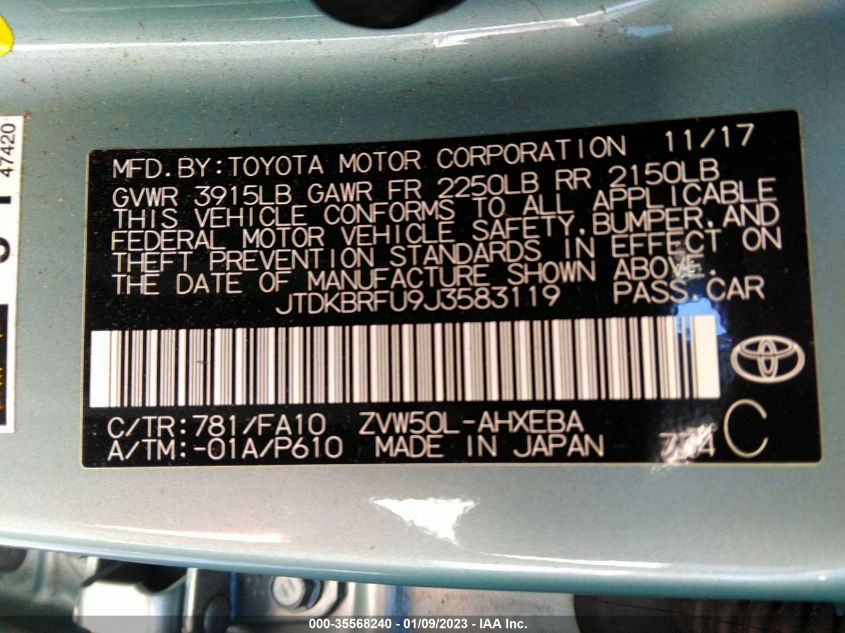 47420
MFD.BY:TOYOTA MOTOR CORPORATION 11/17
GVWR 3915LB GAWR FR 2250LB RR 2150LB
THIS VEHICLE CONFORMS TO ALL APPLICABLE
FEDERAL MOTOR VEHICLE SAFETY,BUMPER,AND
THEFT PREVENTION STANDARDS IN EFFECT ON
THE DATE OF MANUFACTURE SHOWN ABOVE.
JTDKBRFU9J3583119 PASS.CAR
C/TR:781/FA10 ZVW50L-AHXEBA
A/TM:-01A/P610 MADE IN JAPAN
C
000-35568240 - 01/09/2023 - IAA Inc.